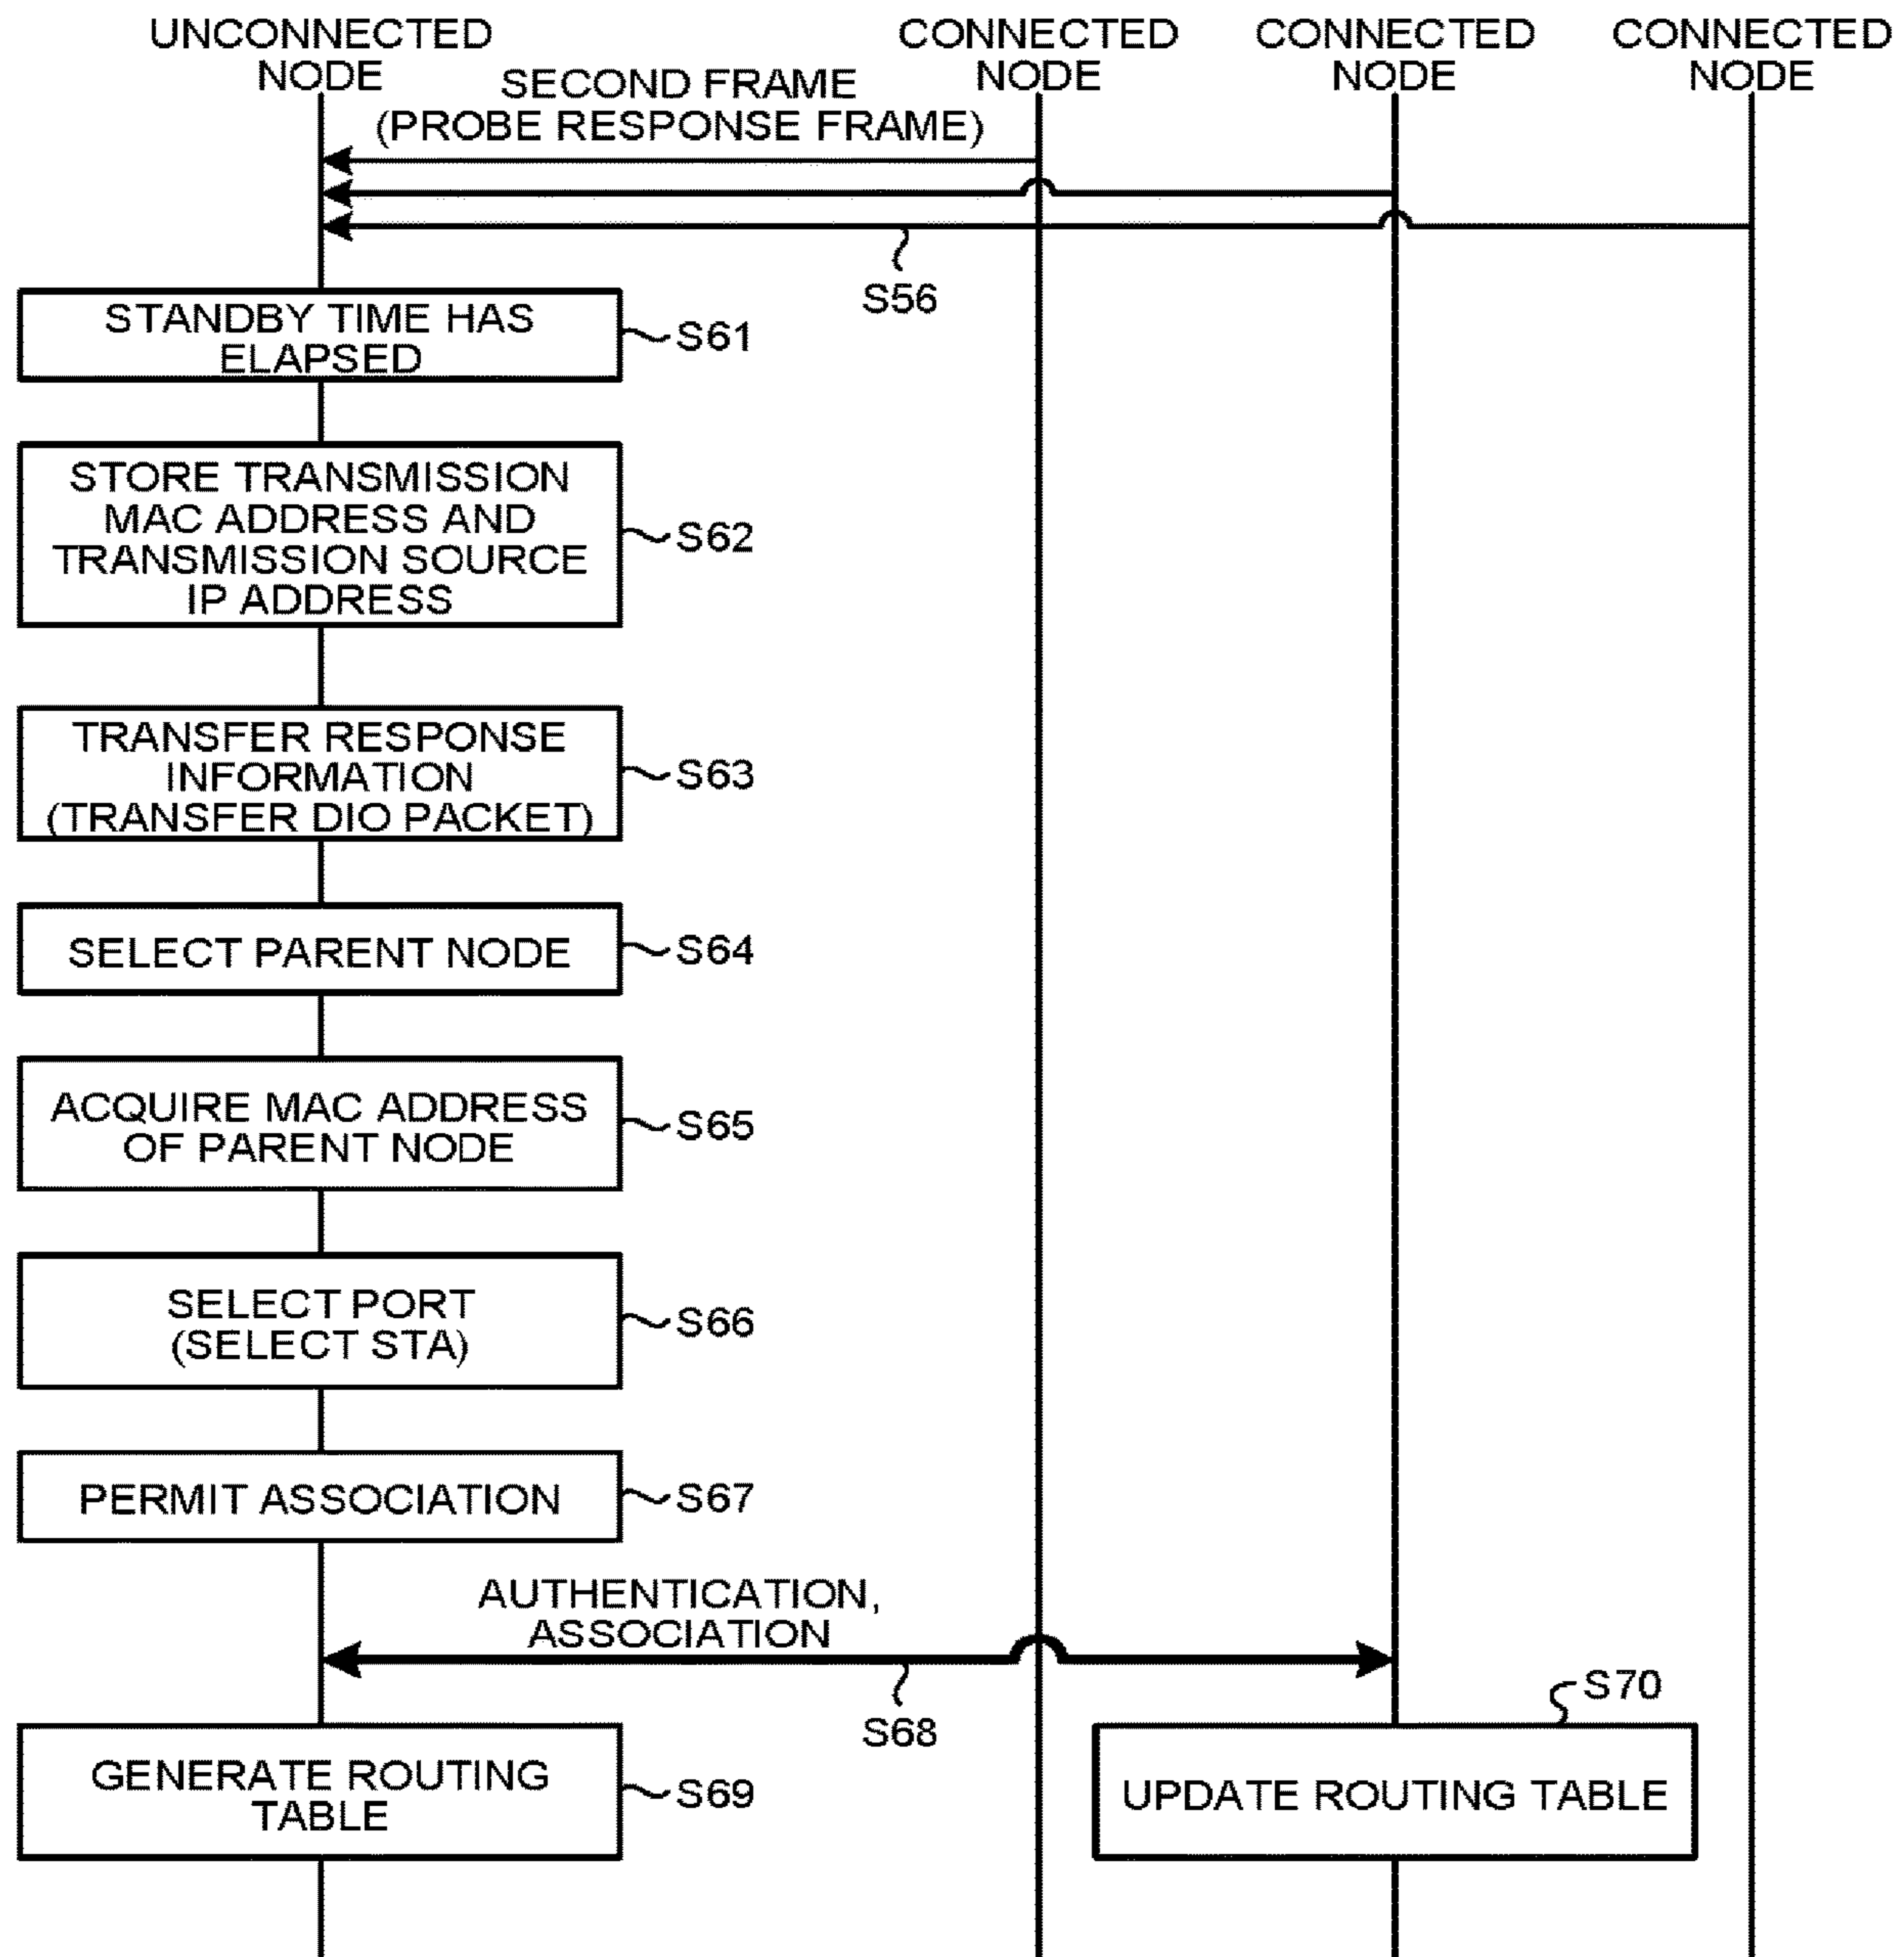 UNCONNECTED
NODE
CONNECTED
NODE
CONNECTED
NODE
CONNECTED
NODE
SECOND FRAME
(PROBE RESPONSE FRAME)
S56
STANDBY TIME HAS
ELAPSED
S61
STORE TRANSMISSION
MAC ADDRESS AND
TRANSMISSION SOURCE
IP ADDRESS
S62
TRANSFER RESPONSE
INFORMATION
(TRANSFER DIO PACKET)
S63
SELECT PARENT NODE
S64
ACQUIRE MAC ADDRESS
OF PARENT NODE
S65
SELECT PORT
(SELECT STA)
S66
PERMIT ASSOCIATION
S67
AUTHENTICATION,
ASSOCIATION
S68
GENERATE ROUTING
TABLE
S69
S70
UPDATE ROUTING TABLE